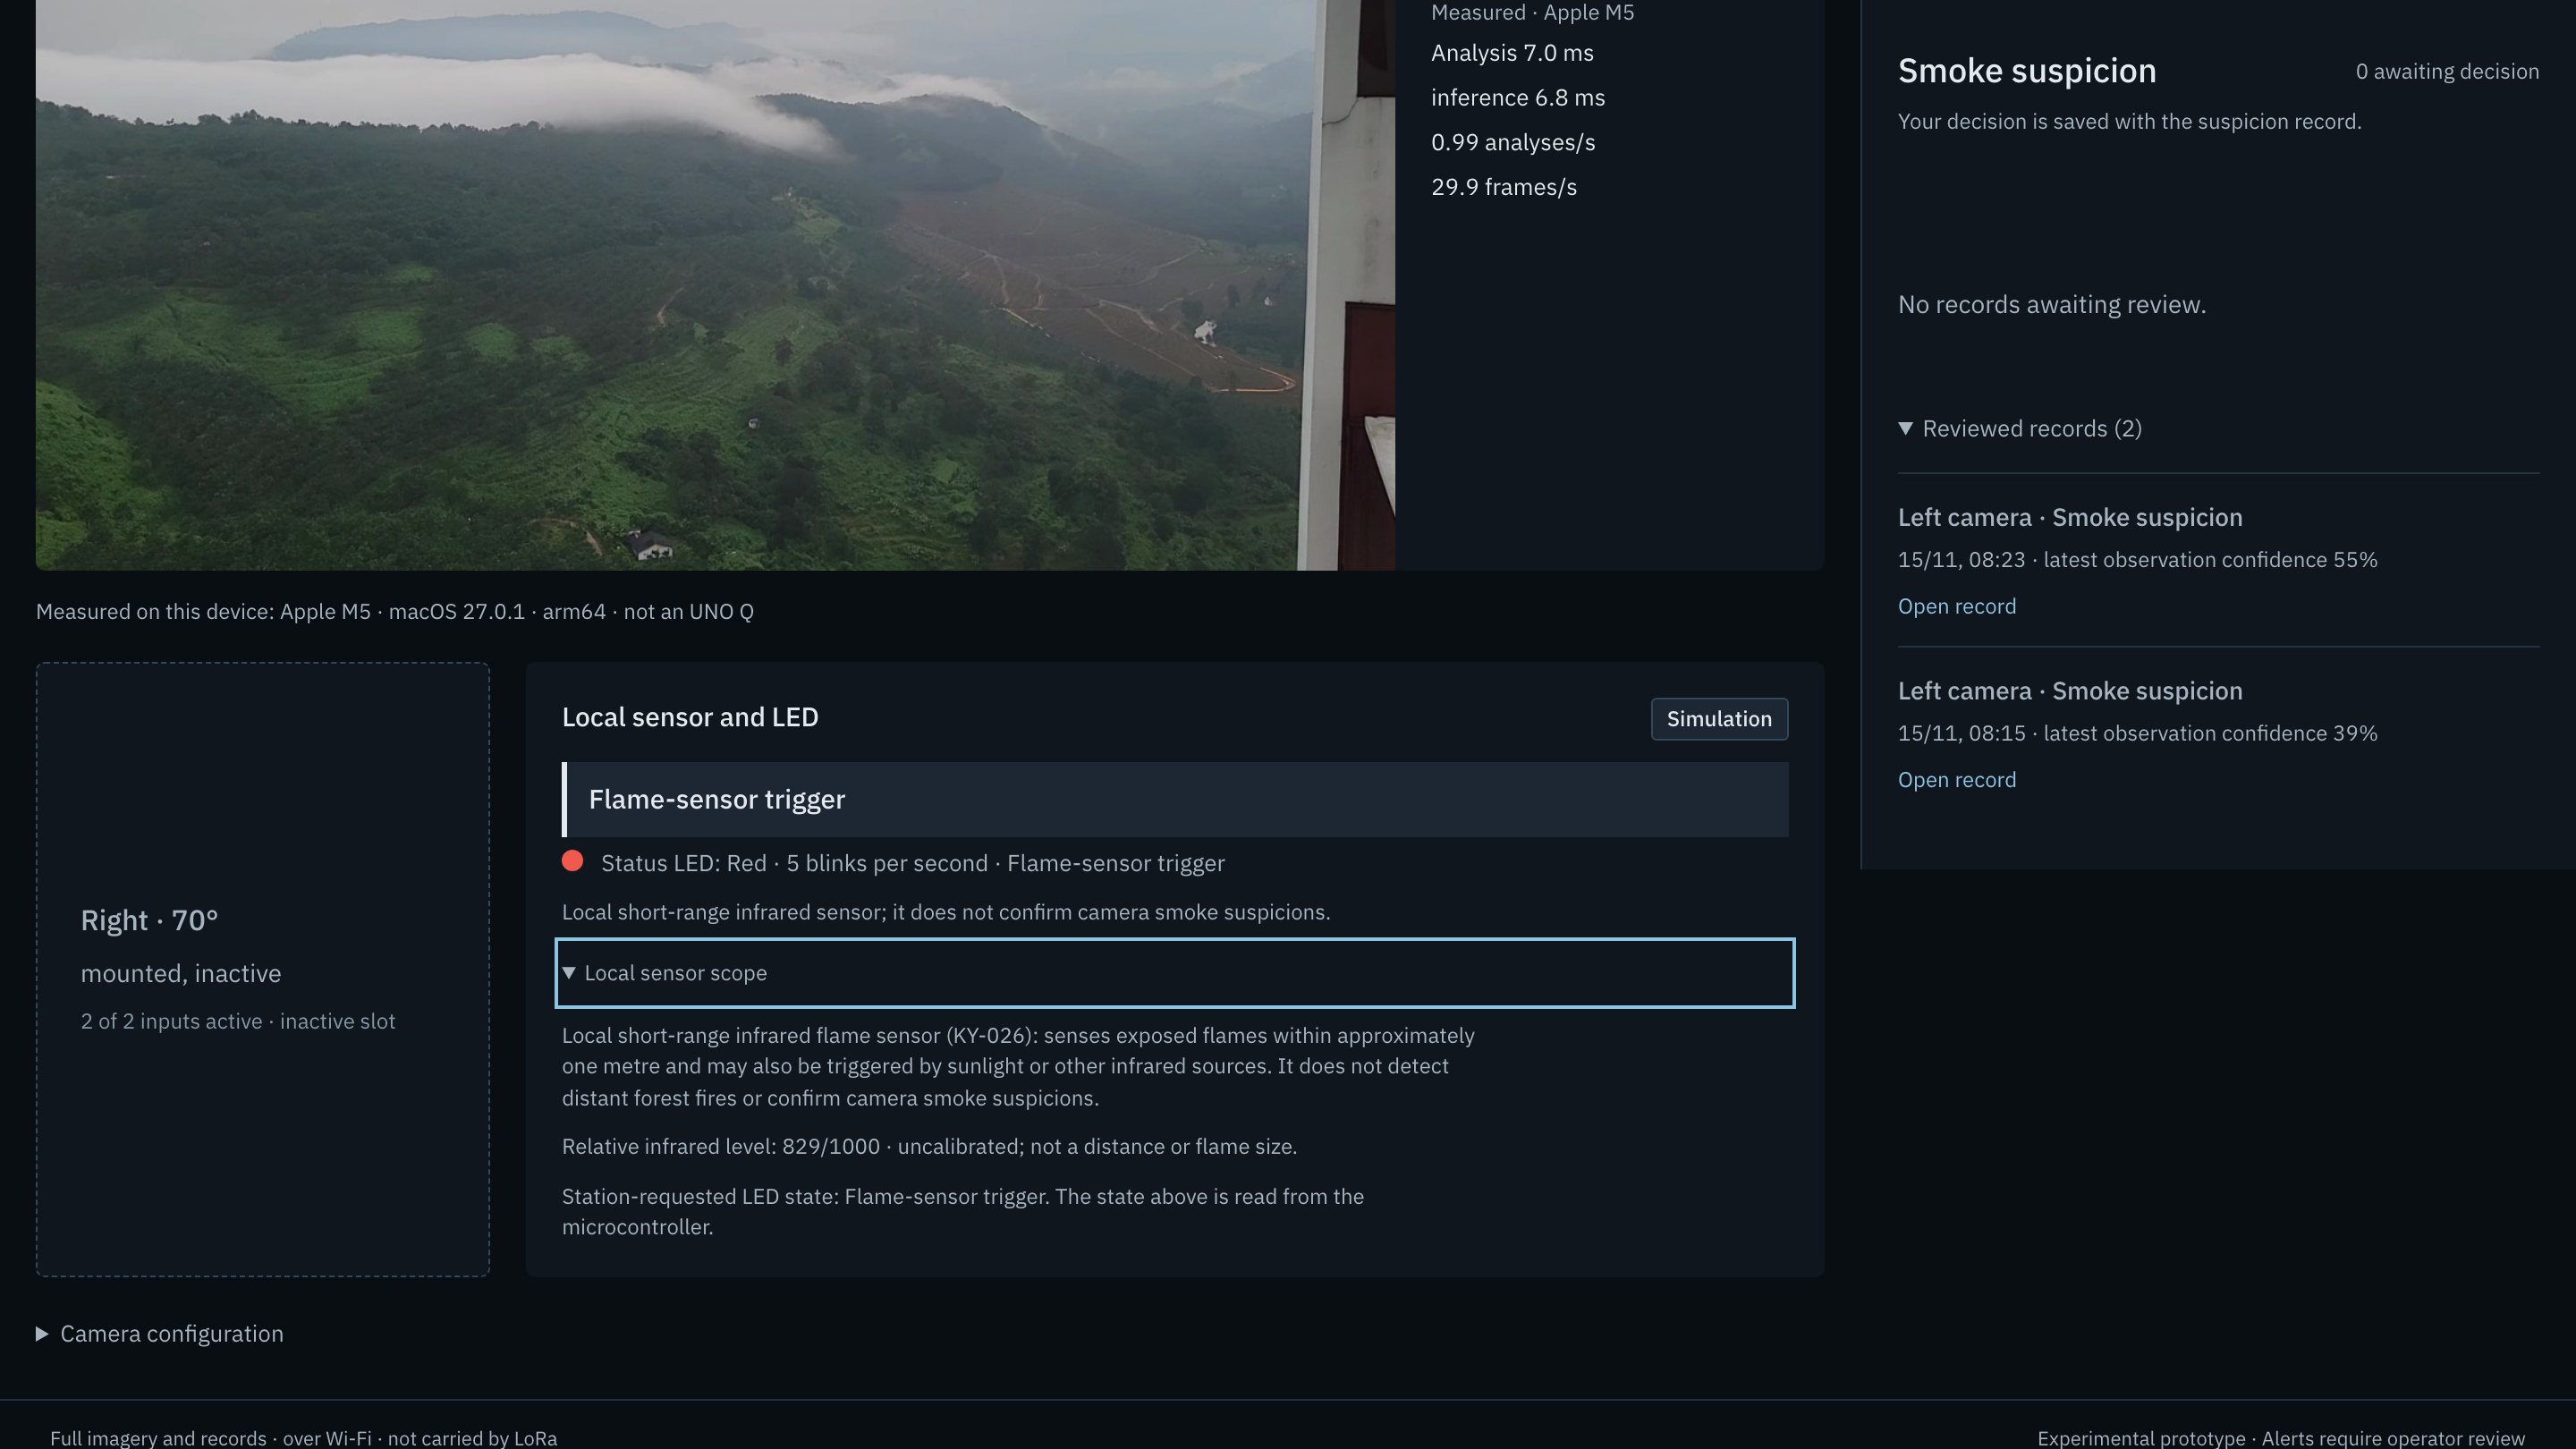 Measured · Apple M5
Analysis 7.0 ms
inference 6.8 ms
0.99 analyses/s
29.9 frames/s
Measured on this device: Apple M5 · macOS 27.0.1 · arm64 · not an UNO Q
Right · 70°
mounted, inactive
2 of 2 inputs active · inactive slot
Local sensor and LED
Simulation
Flame-sensor trigger
Status LED: Red · 5 blinks per second · Flame-sensor trigger
Local short-range infrared sensor; it does not confirm camera smoke suspicions.
▼ Local sensor scope
Local short-range infrared flame sensor (KY-026): senses exposed flames within approximately
one metre and may also be triggered by sunlight or other infrared sources. It does not detect
distant forest fires or confirm camera smoke suspicions.
Relative infrared level: 829/1000 · uncalibrated; not a distance or flame size.
Station-requested LED state: Flame-sensor trigger. The state above is read from the
microcontroller.
▶ Camera configuration
Smoke suspicion
0 awaiting decision
Your decision is saved with the suspicion record.
No records awaiting review.
▼ Reviewed records (2)
Left camera · Smoke suspicion
15/11, 08:23 · latest observation confidence 55%
Open record
Left camera · Smoke suspicion
15/11, 08:15 · latest observation confidence 39%
Open record
Full imagery and records · over Wi-Fi · not carried by LoRa
Experimental prototype · Alerts require operator review